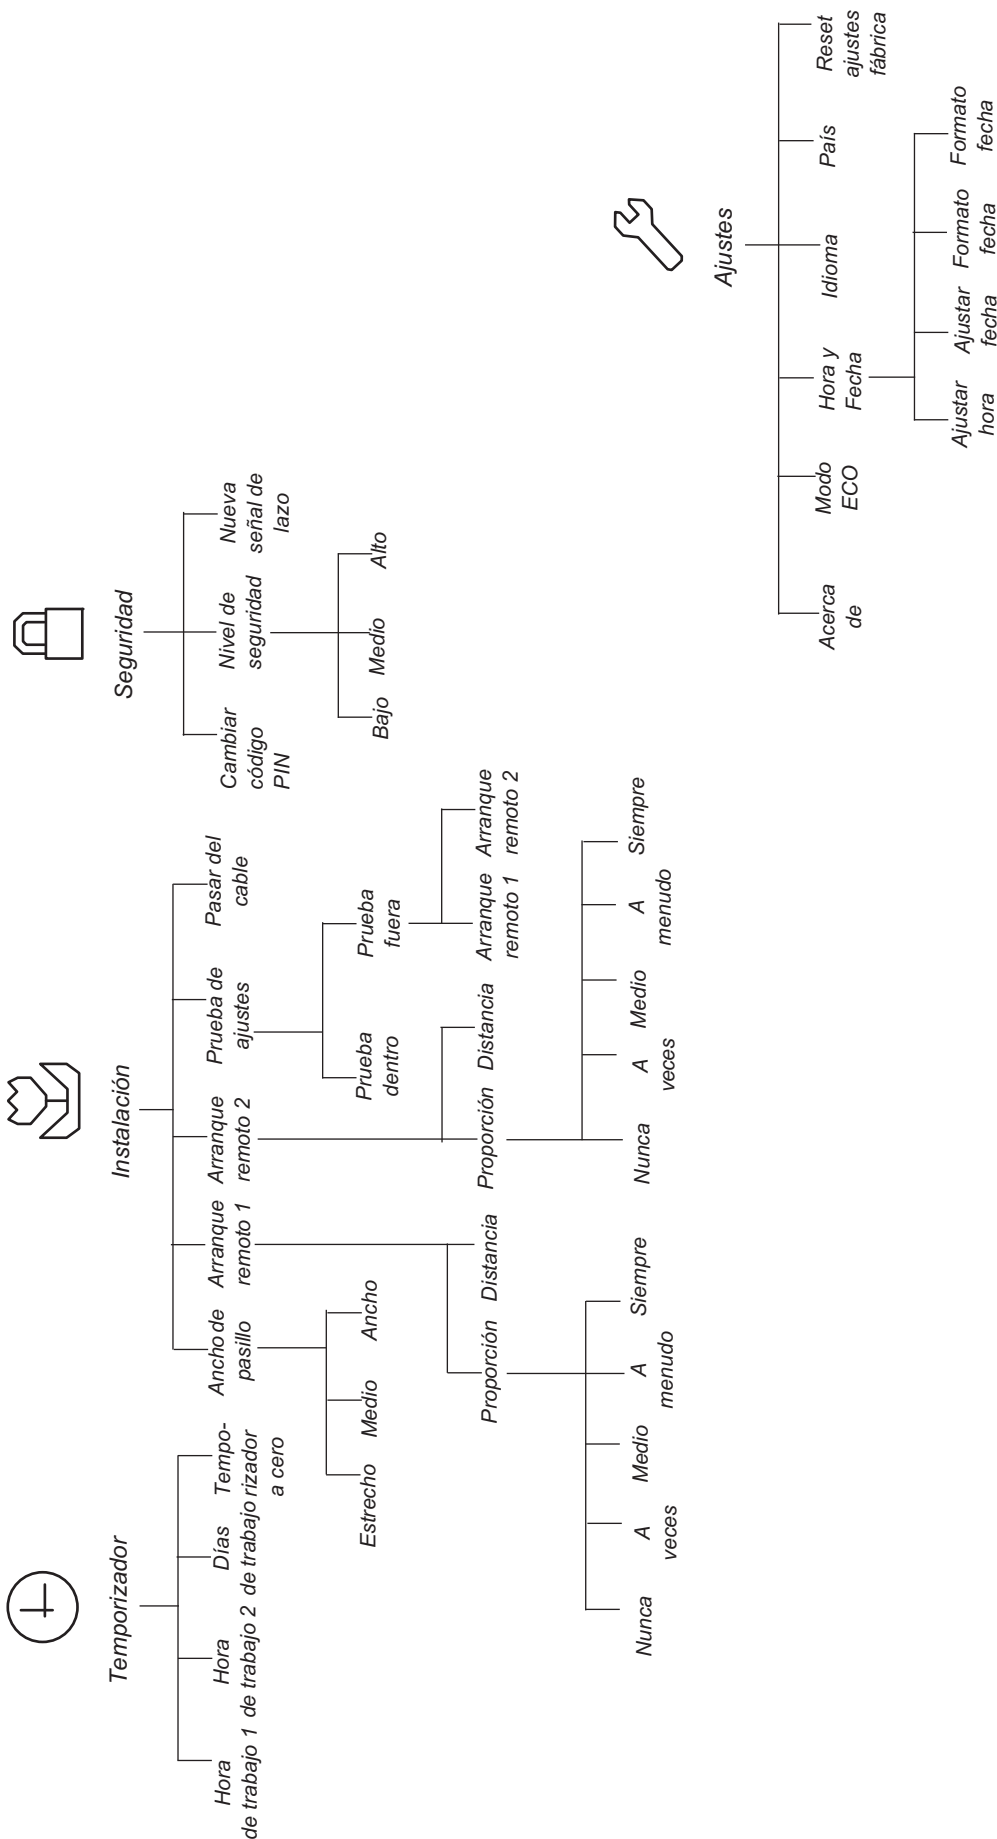 Temporizador
Hora
de trabajo 1
Hora
de trabajo 2
Días
de trabajo
Tempo-
rizador
a cero
Instalación
Ancho de
pasillo
Estrecho
Medio
Ancho
Arranque
remoto 1
Proporción
Nunca
A
veces
Medio
A
menudo
Siempre
Distancia
Arranque
remoto 2
Proporción
Nunca
A
veces
Medio
A
menudo
Siempre
Distancia
Prueba de
ajustes
Prueba
dentro
Prueba
fuera
Arranque
remoto 1
Arranque
remoto 2
Pasar del
cable
Seguridad
Cambiar
código
PIN
Nivel de
seguridad
Bajo
Medio
Alto
Nueva
señal de
lazo
Ajustes
Acerca
de
Modo
ECO
Hora y
Fecha
Ajustar
hora
Ajustar
fecha
Formato
fecha
Formato
fecha
Idioma
País
Reset
ajustes
fábrica